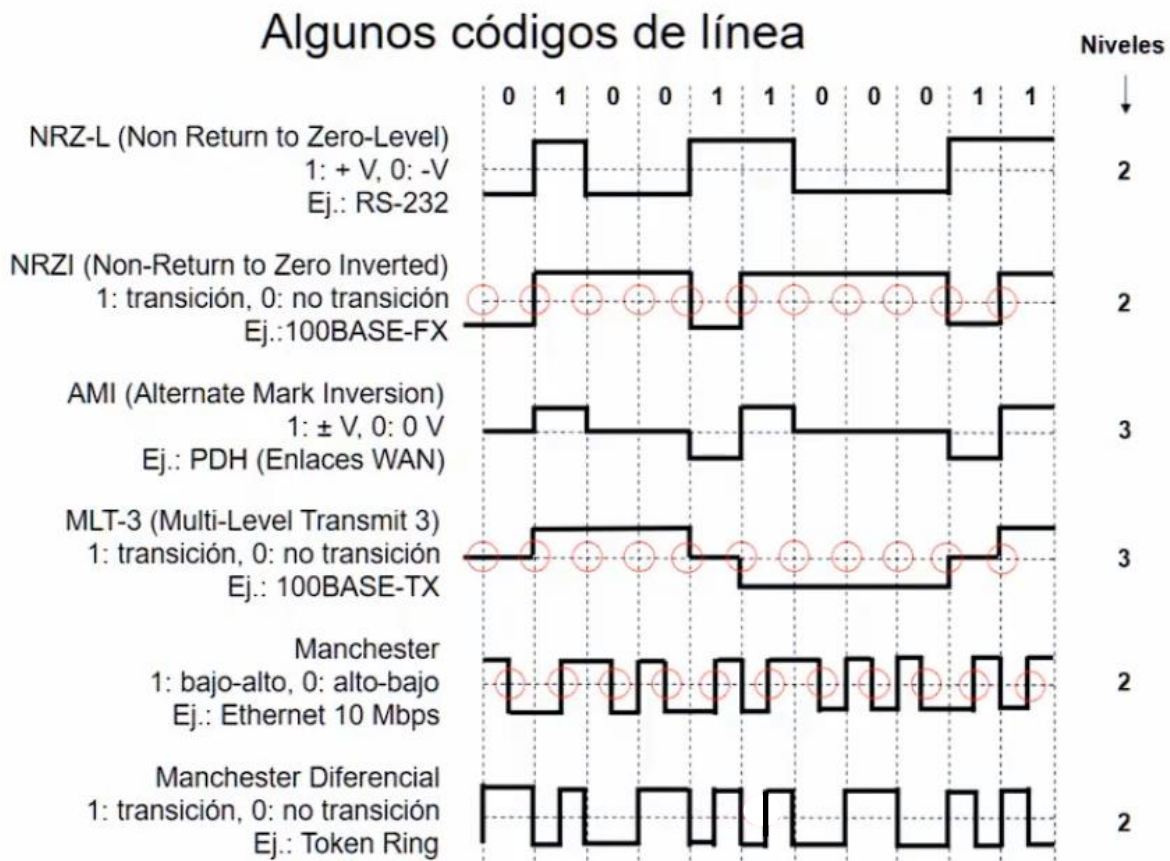 Algunos códigos de línea
Niveles
0 1 0 0 1 1 0 0 0 1 1
NRZ-L (Non Return to Zero-Level)
1: + V, 0: -V
Ej.: RS-232
2
NRZI (Non-Return to Zero Inverted)
1: transición, 0: no transición
Ej.:100BASE-FX
2
AMI (Alternate Mark Inversion)
1: ± V, 0: 0 V
Ej.: PDH (Enlaces WAN)
3
MLT-3 (Multi-Level Transmit 3)
1: transición, 0: no transición
Ej.: 100BASE-TX
3
Manchester
1: bajo-alto, 0: alto-bajo
Ej.: Ethernet 10 Mbps
2
Manchester Diferencial
1: transición, 0: no transición
Ej.: Token Ring
2